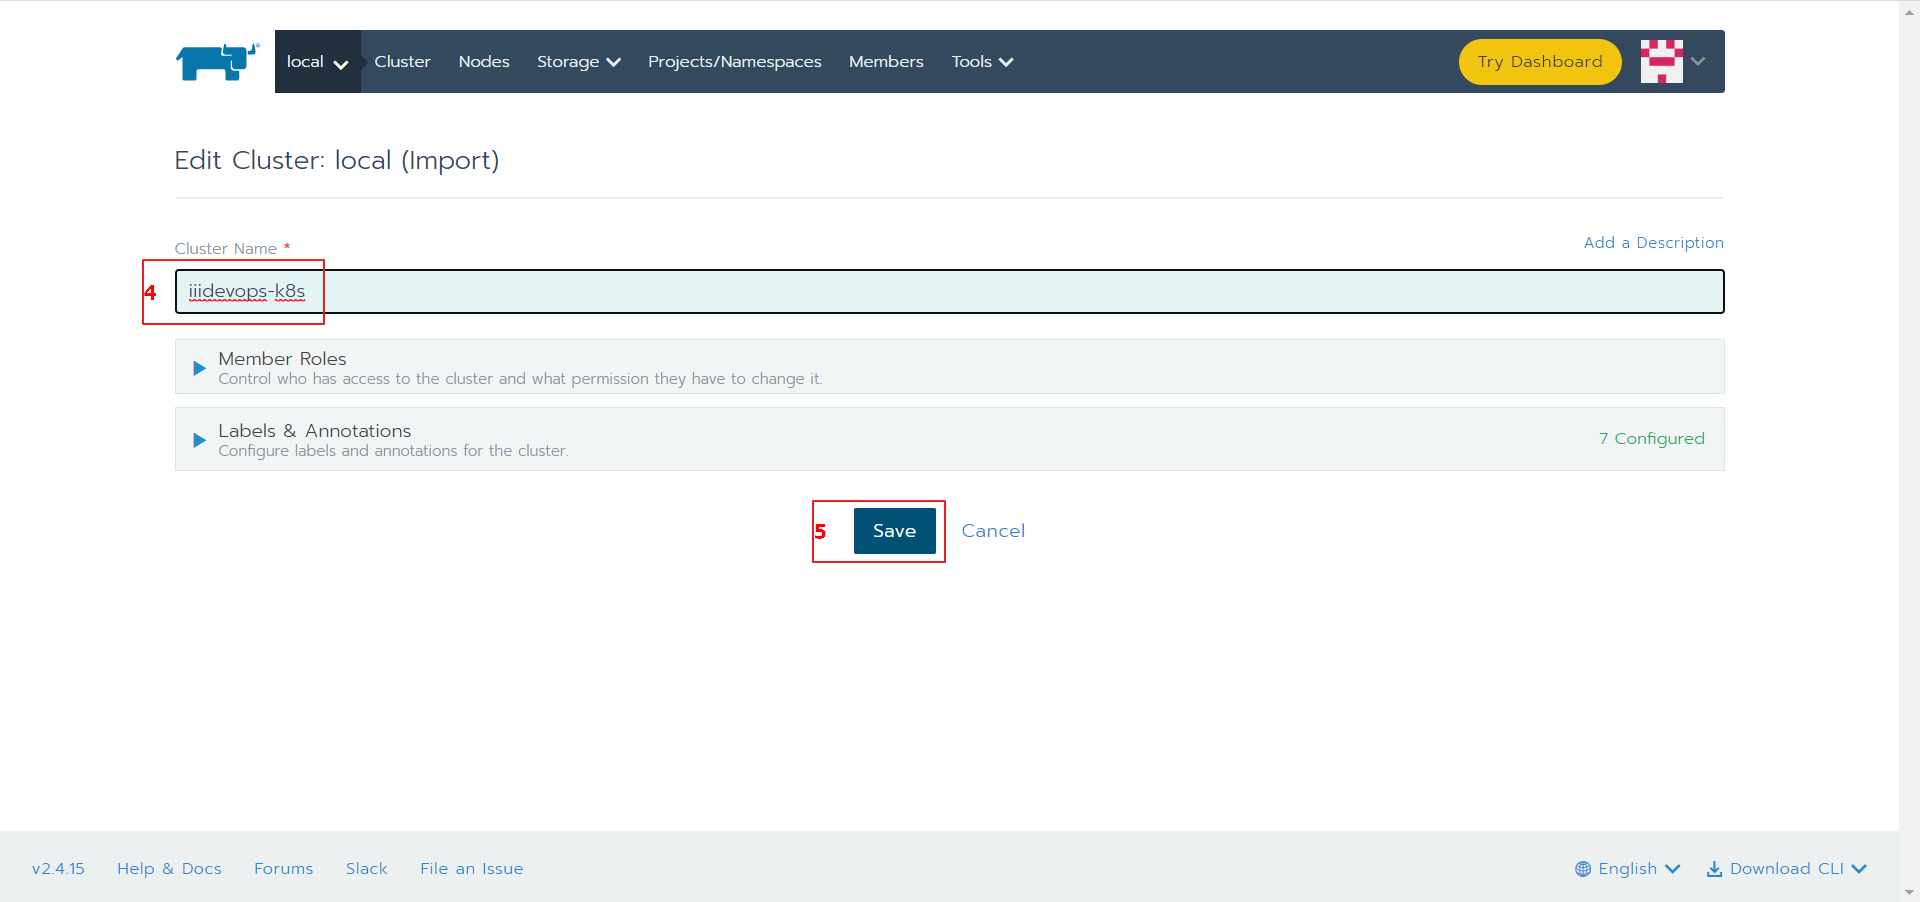 local Cluster Nodes Storage Projects/Namespaces Members Tools Try Dashboard
Edit Cluster: local (Import)
Cluster Name *
Add a Description
4 iiidevops-k8s
Member Roles
Control who has access to the cluster and what permission they have to change it.
Labels & Annotations
Configure labels and annotations for the cluster.
7 Configured
5 Save Cancel
v2.4.15 Help & Docs Forums Slack File an Issue English Download CLI